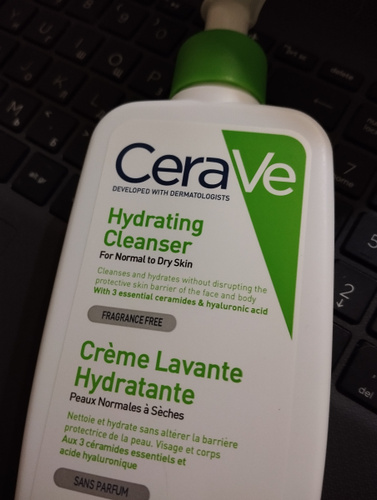 CeraVe
DEVELOPED WITH DERMATOLOGISTS
Hydrating
Cleanser
For Normal to Dry Skin
Cleanses and hydrates without disrupting the
protective skin barrier of the face and body
With 3 essential ceramides & hyaluronic acid
FRAGRANCE FREE
Crème Lavante
Hydratante
Peaux Normales à Sèches
Nettoie et hydrate sans altérer la barrière
protectrice de la peau. Visage et corps
Aux 3 céramides essentiels et
acide hyaluronique
SANS PARFUM